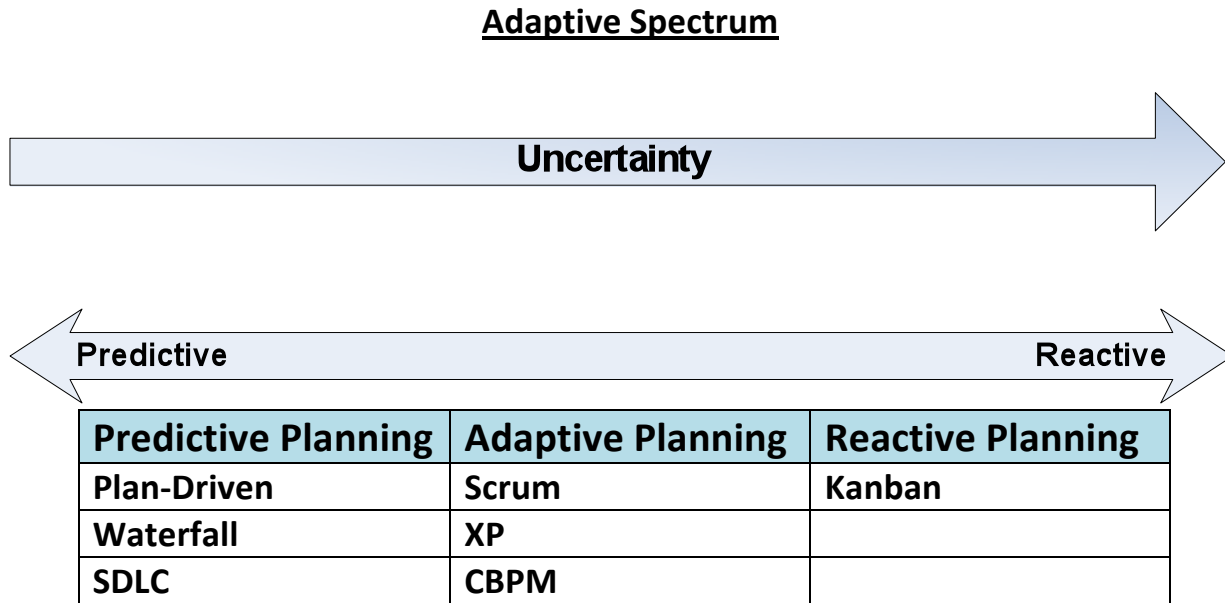 Adaptive Spectrum
Uncertainty
Predictive Reactive
Predictive Planning Adaptive Planning Reactive Planning
Plan-Driven Scrum Kanban
Waterfall XP
SDLC CBPM